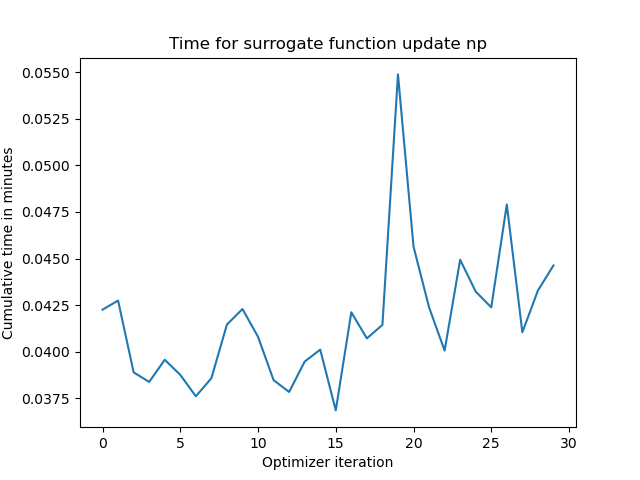 Time for surrogate function update np
Cumulative time in minutes
0.0550
0.0525
0.0500
0.0475
0.0450
0.0425
0.0400
0.0375
0 5 10 15 20 25 30
Optimizer iteration